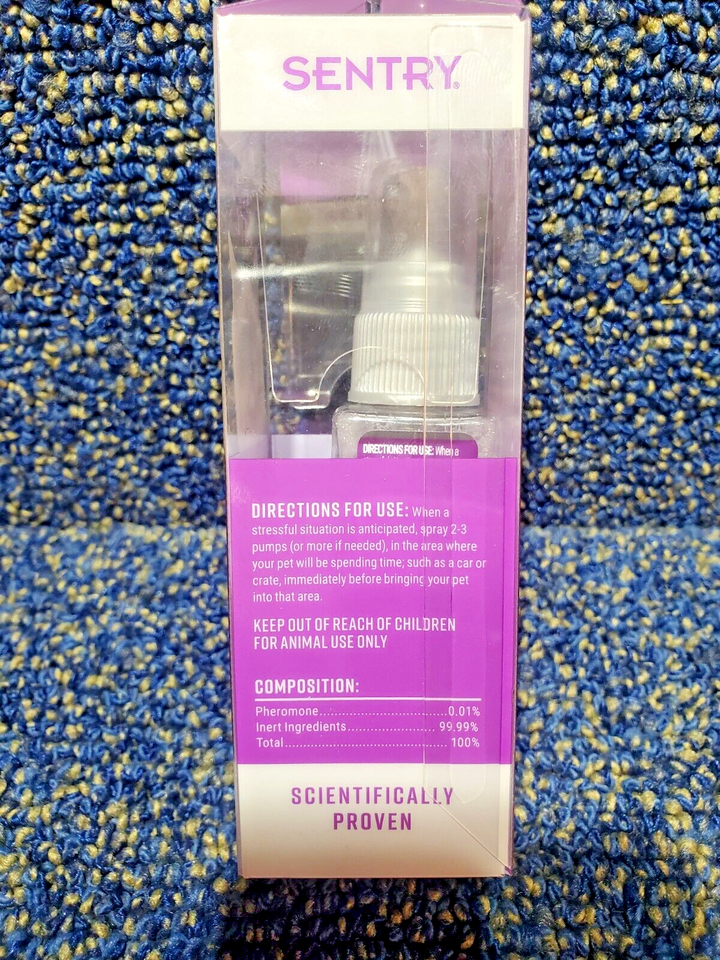 SENTRY®
DIRECTIONS FOR USE: When a
DIRECTIONS FOR USE: When a
stressful situation is anticipated, spray 2-3
pumps (or more if needed), in the area where
your pet will be spending time; such as a car or
crate, immediately before bringing your pet
into that area.
KEEP OUT OF REACH OF CHILDREN
FOR ANIMAL USE ONLY
COMPOSITION:
Pheromone................................0.01%
Inert Ingredients...................... 99.99%
Total......................................... 100%
SCIENTIFICALLY
PROVEN